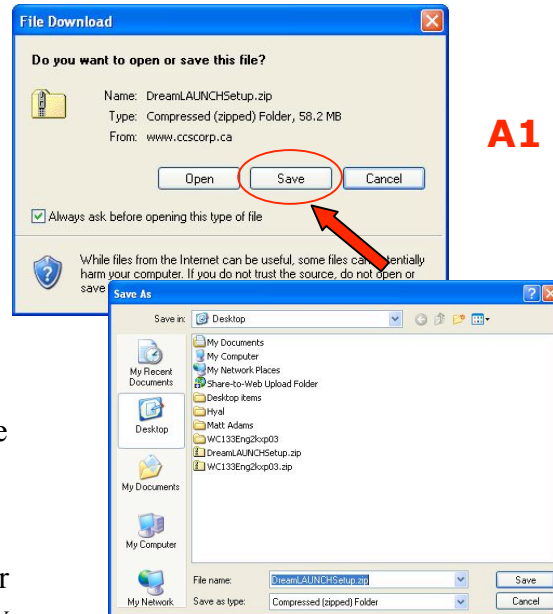 File Download
Do you want to open or save this file?
Name: DreamLAUNCHSetup.zip
Type: Compressed (zipped) Folder, 58.2 MB
From: www.ccscorp.ca
Open Save Cancel
Always ask before opening this type of file
While files from the Internet can be useful, some files can potentially
harm your computer. If you do not trust the source, do not open or
save
A1
Save As
Save in: Desktop
My Recent Documents
Desktop
My Documents
My Computer
My Network
My Documents
My Computer
My Network Places
Share-to-Web Upload Folder
Desktop items
Hyal
Matt Adams
WC133Eng2kxp03
DreamLAUNCHSetup.zip
WC133Eng2kxp03.zip
File name: DreamLAUNCHSetup.zip Save
Save as type: Compressed (zipped) Folder Cancel